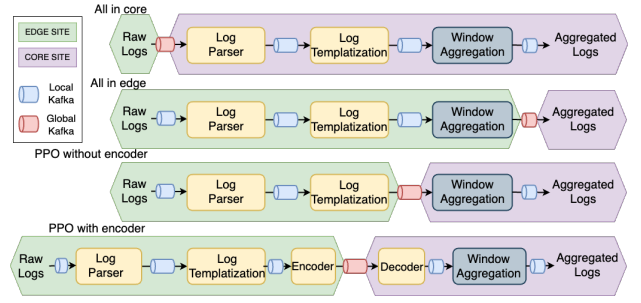 All in core
EDGE SITE
CORE SITE
Local
Kafka
Global
Kafka
Raw
Logs
Log
Parser
Log
Templatization
Window
Aggregation
Aggregated
Logs
All in edge
Raw
Logs
Log
Parser
Log
Templatization
Window
Aggregation
Aggregated
Logs
PPO without encoder
Raw
Logs
Log
Parser
Log
Templatization
Window
Aggregation
Aggregated
Logs
PPO with encoder
Raw
Logs
Log
Parser
Log
Templatization
Encoder
Decoder
Window
Aggregation
Aggregated
Logs